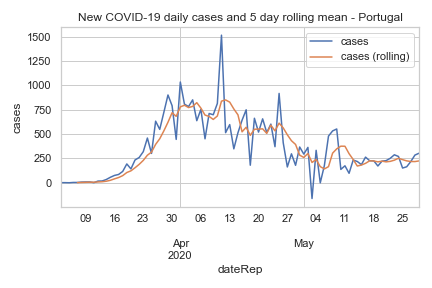 New COVID-19 daily cases and 5 day rolling mean - Portugal
cases
cases (rolling)
1500
1250
1000
750
500
250
0
cases
09 16 23 30 06 13 20 27 04 11 18 25
Apr May
2020
dateRep